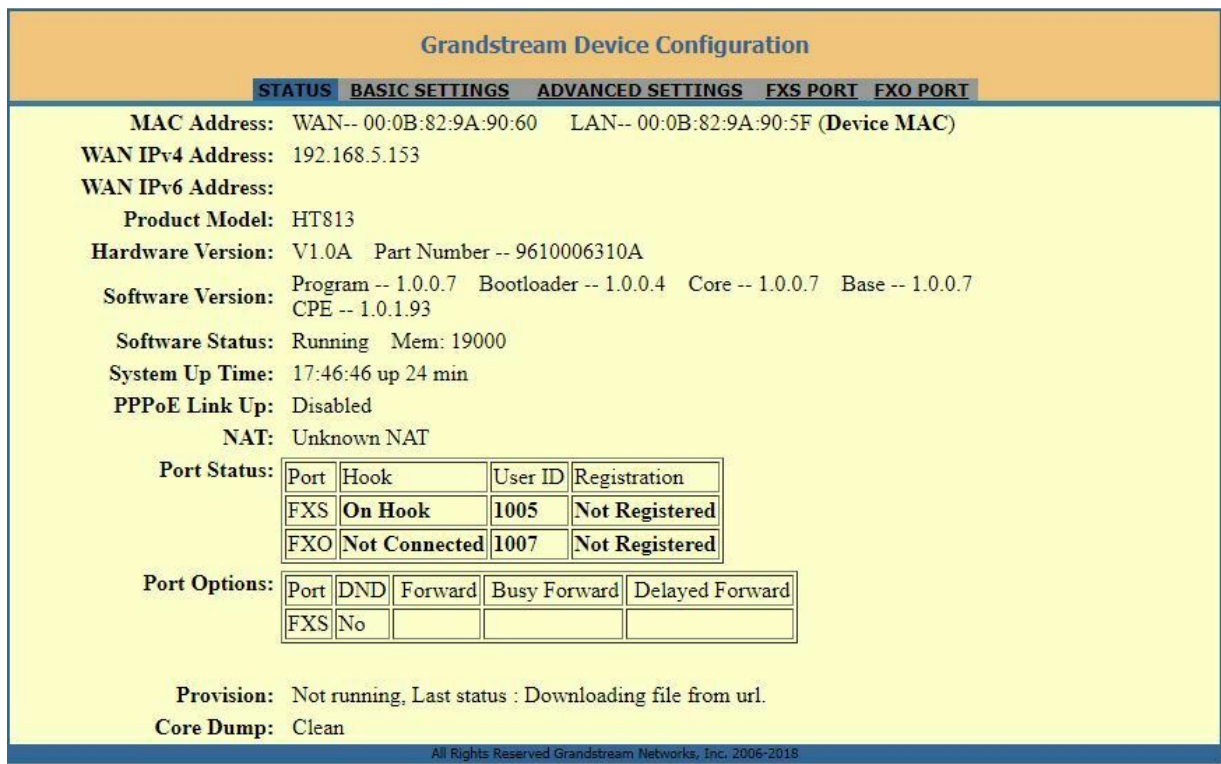 Grandstream Device Configuration
STATUS BASIC SETTINGS ADVANCED SETTINGS FXS PORT FXO PORT
MAC Address: WAN-- 00:0B:82:9A:90:60 LAN-- 00:0B:82:9A:90:5F (Device MAC)
WAN IPv4 Address: 192.168.5.153
WAN IPv6 Address:
Product Model: HT813
Hardware Version: V1.0A Part Number -- 9610006310A
Software Version: Program -- 1.0.0.7 Bootloader -- 1.0.0.4 Core -- 1.0.0.7 Base -- 1.0.0.7
CPE -- 1.0.1.93
Software Status: Running Mem: 19000
System Up Time: 17:46:46 up 24 min
PPPoE Link Up: Disabled
NAT: Unknown NAT
Port Status: Port Hook User ID Registration
FXS On Hook 1005 Not Registered
FXO Not Connected 1007 Not Registered
Port Options: Port DND Forward Busy Forward Delayed Forward
FXS No
Provision: Not running, Last status : Downloading file from url.
Core Dump: Clean
All Rights Reserved Grandstream Networks, Inc. 2006-2018